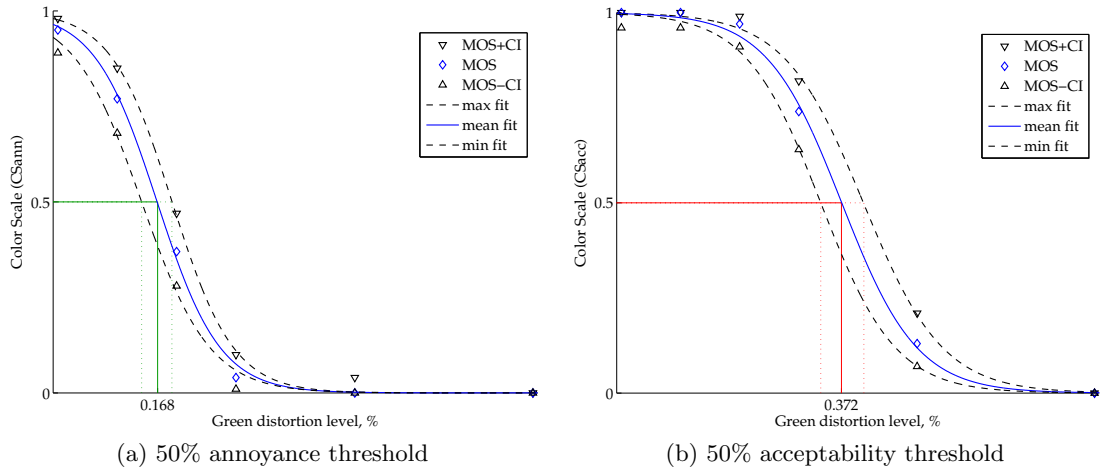 1
MOS+CI
MOS
MOS−CI
max fit
mean fit
min fit
Color Scale (CSann)
0.5
0
0.168
Green distortion level, %
(a) 50% annoyance threshold
1
MOS+CI
MOS
MOS−CI
max fit
mean fit
min fit
Color Scale (CSacc)
0.5
0
0.372
Green distortion level, %
(b) 50% acceptability threshold